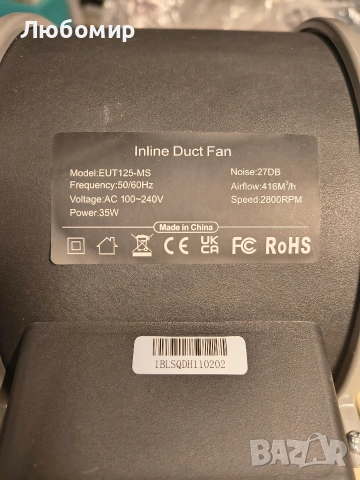 Любомир
Inline Duct Fan
Model:EUT125-MS
Frequency:50/60Hz
Voltage:AC 100~240V
Power:35W
Noise:27DB
Airflow:416M³/h
Speed:2800RPM
Made in China
CE UK CA FC RoHS
IBLSQDH110202
BAZAR